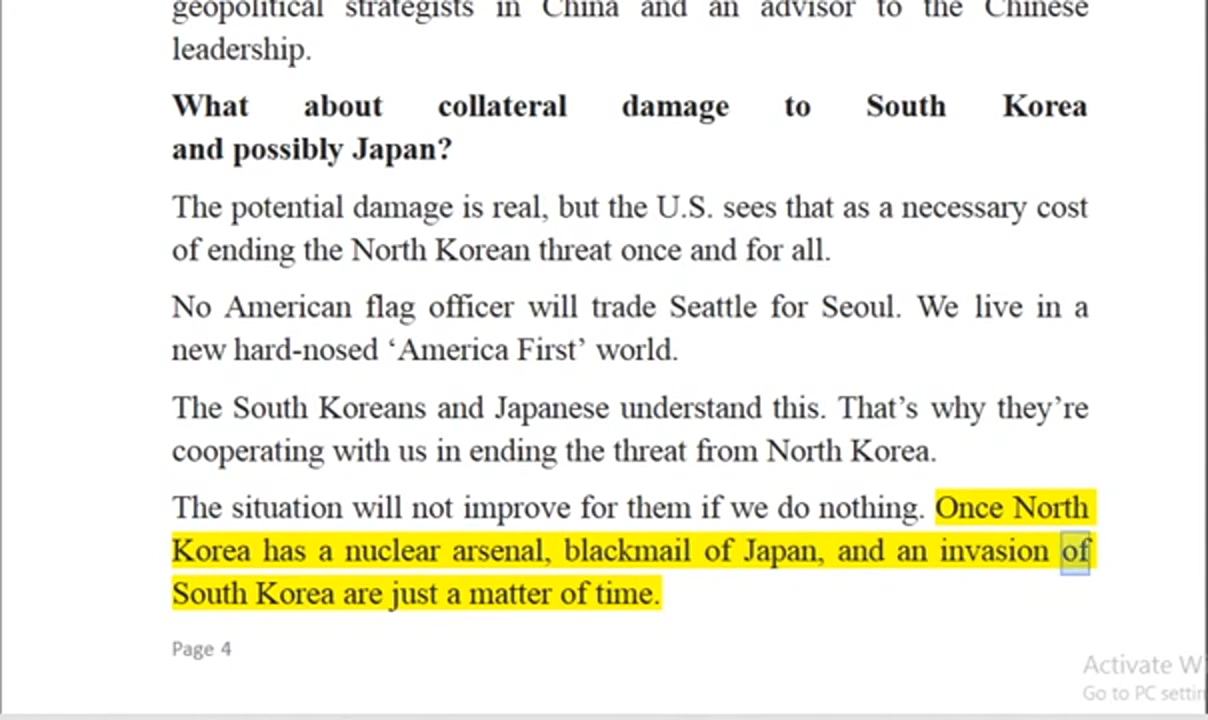 geopolitical strategists in China and an advisor to the Chinese
leadership.
What about collateral damage to South Korea
and possibly Japan?
The potential damage is real, but the U.S. sees that as a necessary cost
of ending the North Korean threat once and for all.
No American flag officer will trade Seattle for Seoul. We live in a
new hard-nosed ‘America First’ world.
The South Koreans and Japanese understand this. That’s why they’re
cooperating with us in ending the threat from North Korea.
The situation will not improve for them if we do nothing. Once North
Korea has a nuclear arsenal, blackmail of Japan, and an invasion of
South Korea are just a matter of time.
Page 4
Activate W
Go to PC settin